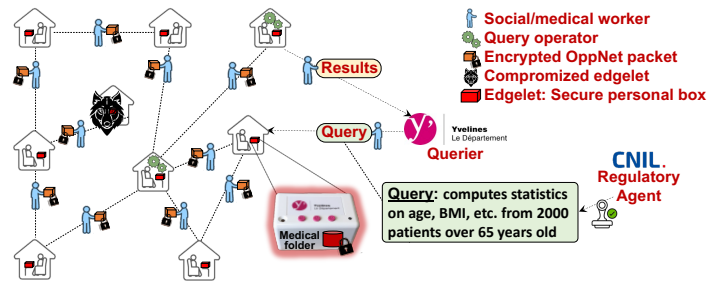 Social/medical worker
Query operator
Encrypted OppNet packet
Compromized edgelet
Edgelet: Secure personal box
Results
Query
Yvelines
Le Département
Querier
CNIL.
Regulatory
Agent
Query: computes statistics
on age, BMI, etc. from 2000
patients over 65 years old
Yvelines
Medical
folder